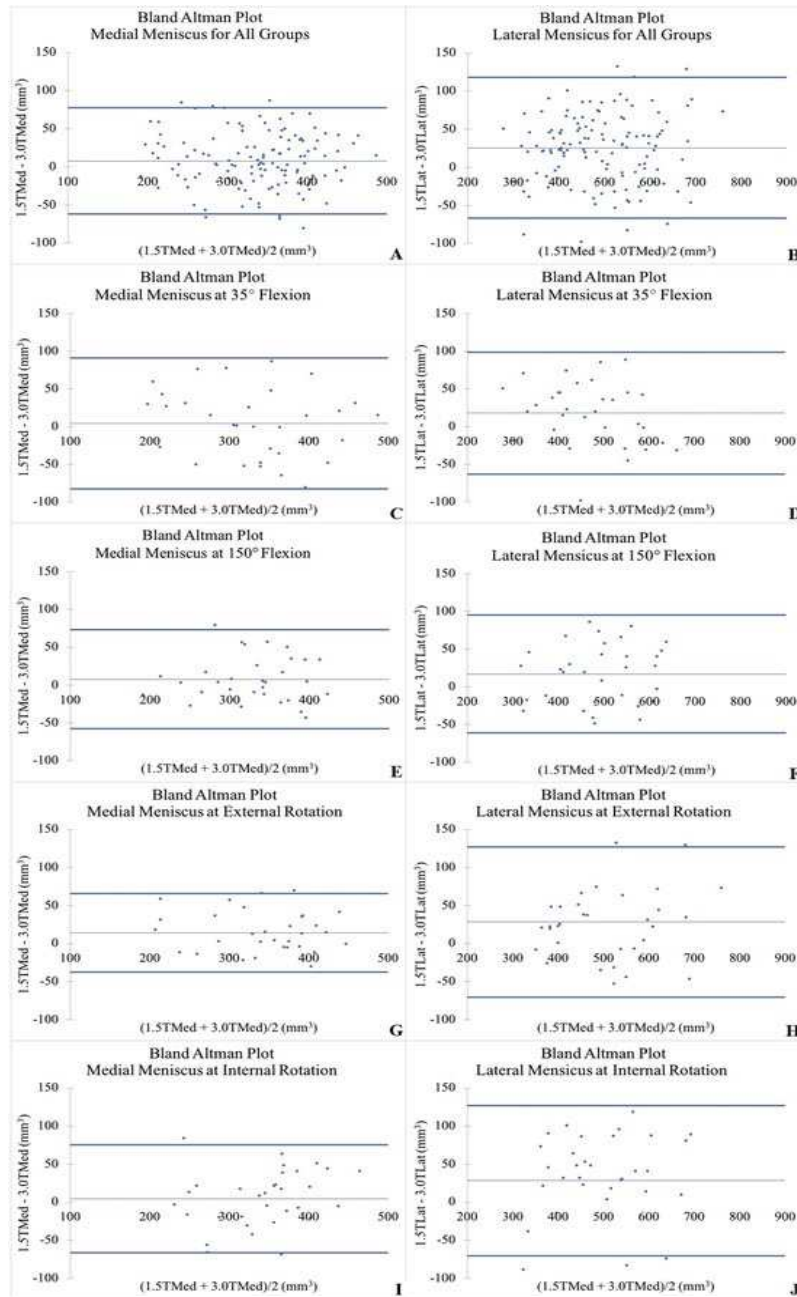 Bland Altman Plot
Medial Meniscus for All Groups
150
100
50
0
-50
-100
100
200
300
400
500
1.5TMed - 3.0TMed (mm³)
(1.5TMed + 3.0TMed)/2 (mm³)
A
Bland Altman Plot
Lateral Mensicus for All Groups
150
100
50
0
-50
-100
200
300
400
500
600
700
800
900
1.5TLat - 3.0TLat (mm³)
(1.5TMed + 3.0TMed)/2 (mm³)
B
Bland Altman Plot
Medial Meniscus at 35° Flexion
150
100
50
0
-50
-100
100
200
300
400
500
1.5TMed - 3.0TMed (mm³)
(1.5TMed + 3.0TMed)/2 (mm³)
C
Bland Altman Plot
Lateral Mensicus at 35° Flexion
150
100
50
0
-50
-100
200
300
400
500
600
700
800
900
1.5TLat - 3.0TLat (mm³)
(1.5TMed + 3.0TMed)/2 (mm³)
D
Bland Altman Plot
Medial Meniscus at 150° Flexion
150
100
50
0
-50
-100
100
200
300
400
500
1.5TMed - 3.0TMed (mm³)
(1.5TMed + 3.0TMed)/2 (mm³)
E
Bland Altman Plot
Lateral Mensicus at 150° Flexion
150
100
50
0
-50
-100
200
300
400
500
600
700
800
900
1.5TLat - 3.0TLat (mm³)
(1.5TMed + 3.0TMed)/2 (mm³)
F
Bland Altman Plot
Medial Meniscus at External Rotation
150
100
50
0
-50
-100
100
200
300
400
500
1.5TMed - 3.0TMed (mm³)
(1.5TMed + 3.0TMed)/2 (mm³)
G
Bland Altman Plot
Lateral Mensicus at External Rotation
150
100
50
0
-50
-100
200
300
400
500
600
700
800
900
1.5TLat - 3.0TLat (mm³)
(1.5TMed + 3.0TMed)/2 (mm³)
H
Bland Altman Plot
Medial Meniscus at Internal Rotation
150
100
50
0
-50
-100
100
200
300
400
500
1.5TMed - 3.0TMed (mm³)
(1.5TMed + 3.0TMed)/2 (mm³)
I
Bland Altman Plot
Lateral Mensicus at Internal Rotation
150
100
50
0
-50
-100
200
300
400
500
600
700
800
900
1.5TLat - 3.0TLat (mm³)
(1.5TMed + 3.0TMed)/2 (mm³)
J